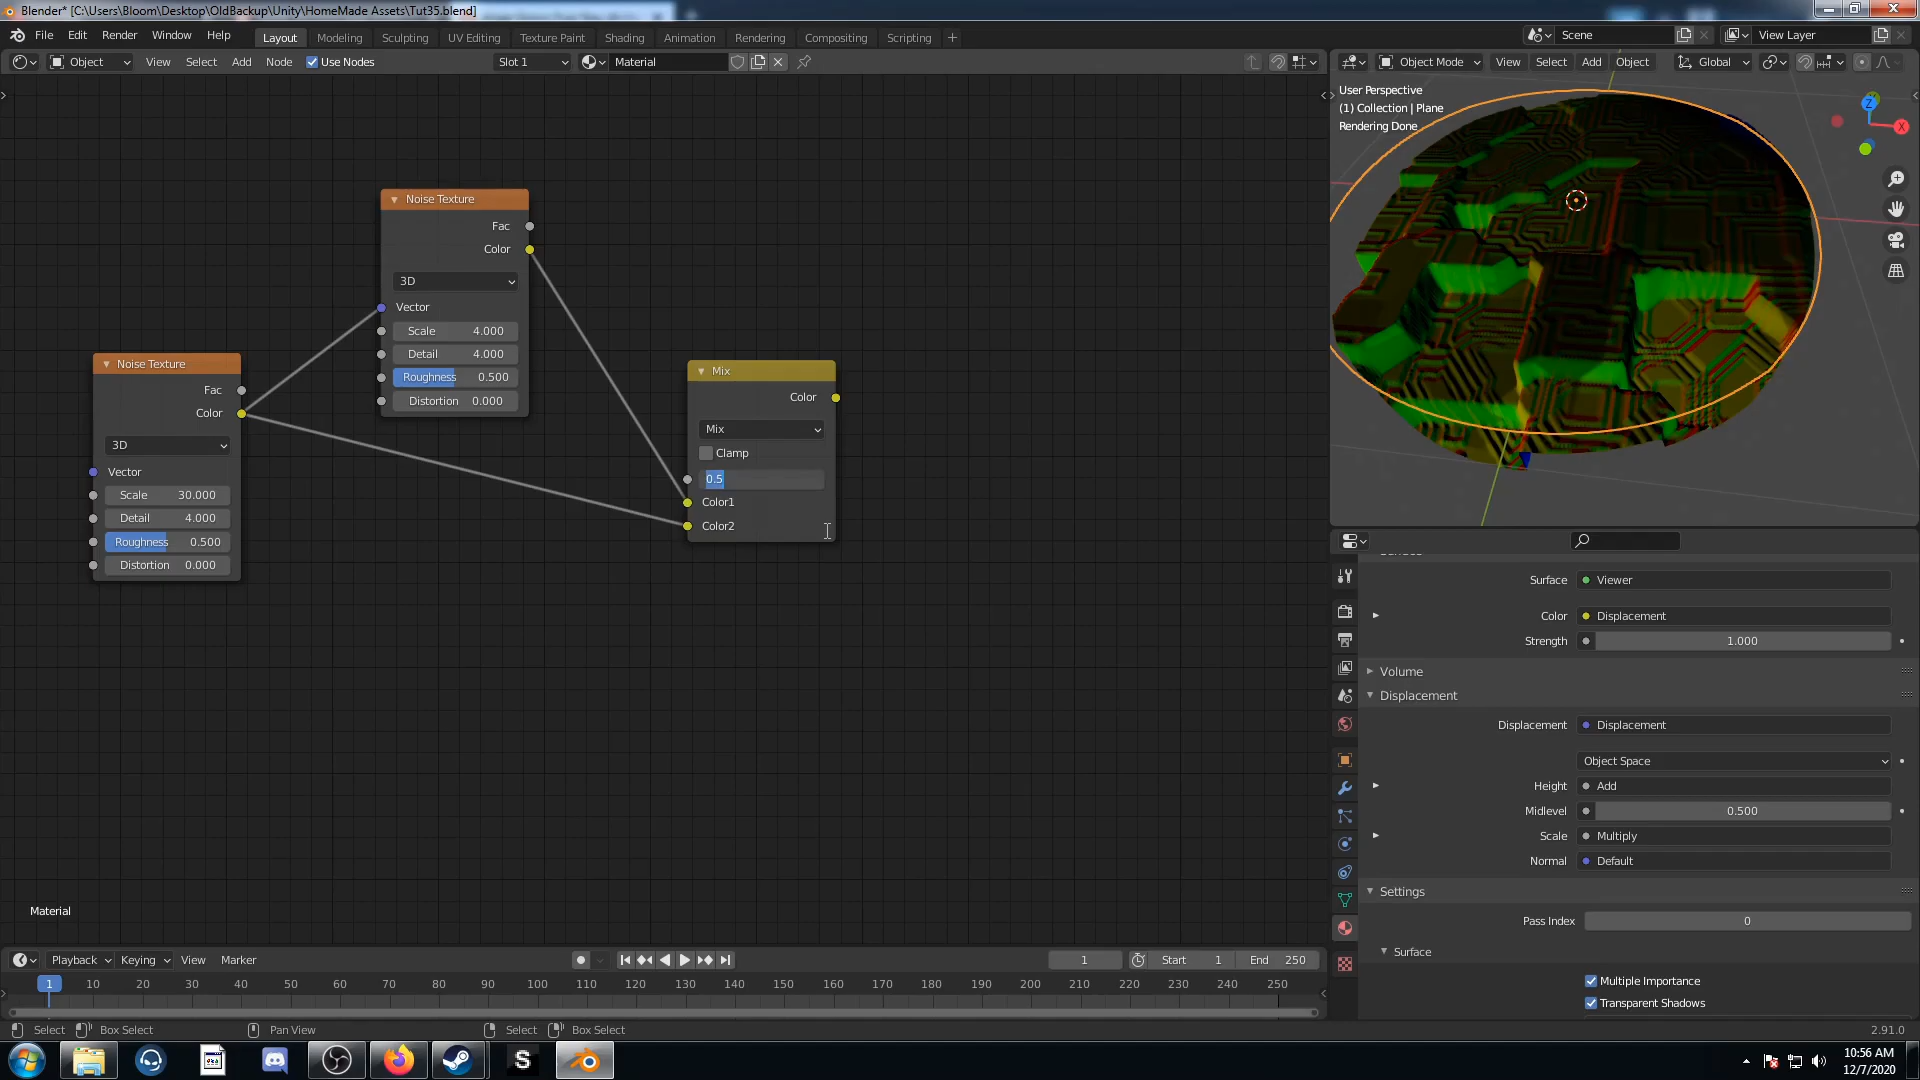 Blender* [C:\Users\Bloom\Desktop\OldBackup\Unity\HomeMade Assets\Tut35.blend]
File Edit Render Window Help Layout Modeling Sculpting UV Editing Texture Paint Shading Animation Rendering Compositing Scripting + Scene View Layer
Object View Select Add Node Use Nodes Slot 1 Material
Object Mode View Select Add Object Global
User Perspective
(1) Collection | Plane
Rendering Done
Z
X
Noise Texture
Fac
Color
3D
Vector
Scale 4.000
Detail 4.000
Roughness 0.500
Distortion 0.000
Noise Texture
Fac
Color
3D
Vector
Scale 30.000
Detail 4.000
Roughness 0.500
Distortion 0.000
Mix
Color
Mix
Clamp
0.5
Color1
Color2
Material
Surface Viewer
Color Displacement
Strength 1.000
Volume
Displacement
Displacement Displacement
Object Space
Height Add
Midlevel 0.500
Scale Multiply
Normal Default
Settings
Pass Index 0
Surface
Multiple Importance
Transparent Shadows
Playback Keying View Marker 1 Start 1 End 250
1 10 20 30 40 50 60 70 80 90 100 110 120 130 140 150 160 170 180 190 200 210 220 230 240 250
Select Box Select Pan View Select Box Select 2.91.0
S
10:56 AM
12/7/2020